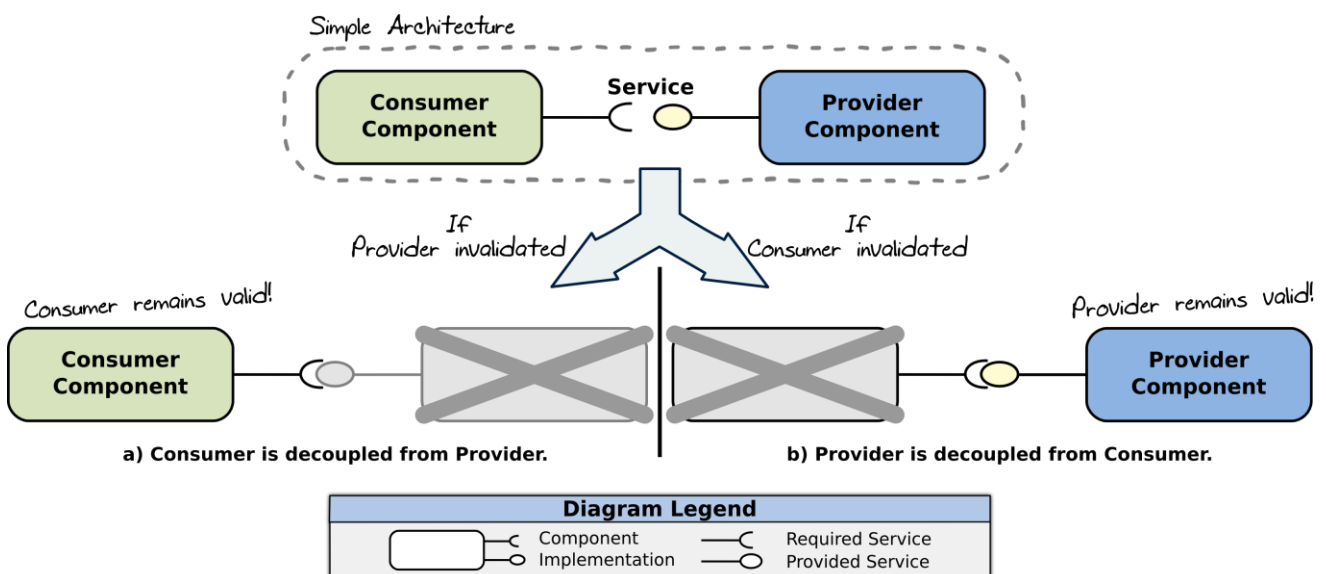 Simple Architecture
Consumer
Component
Service
Provider
Component
If
Provider invalidated
If
Consumer invalidated
Consumer remains valid!
Provider remains valid!
Consumer
Component
Provider
Component
a) Consumer is decoupled from Provider.
b) Provider is decoupled from Consumer.
Diagram Legend
Component
Implementation
Required Service
Provided Service